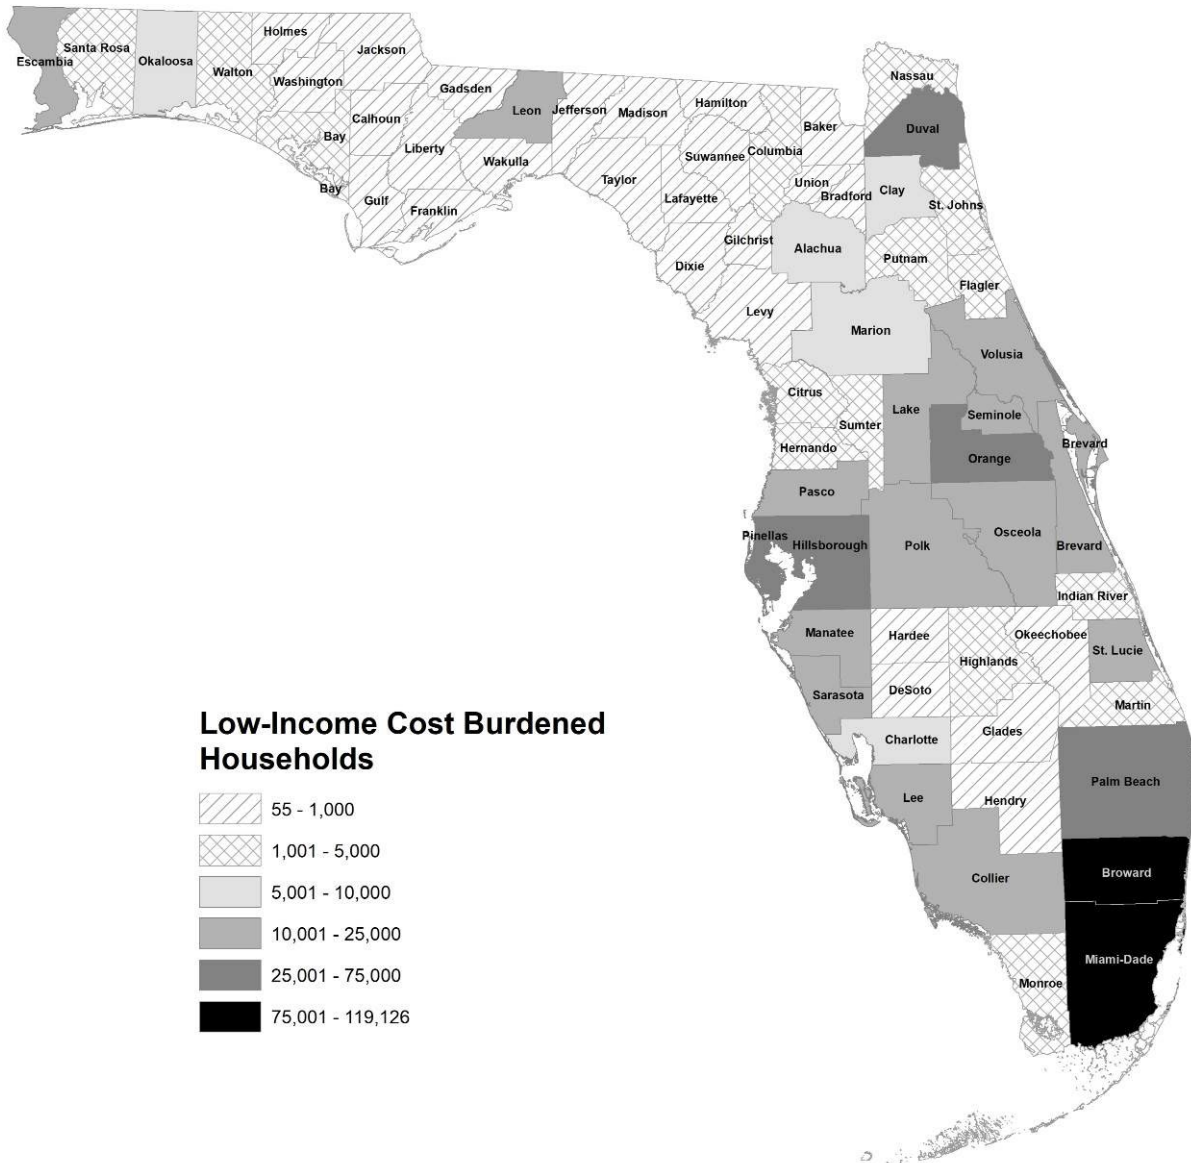 Holmes
Santa Rosa
Jackson
Escambia
Okaloosa
Walton
Washington
Nassau
Gadsden
Leon
Jefferson
Madison
Hamilton
Baker
Duval
Calhoun
Bay
Liberty
Columbia
Wakulla
Suwannee
Taylor
Union
Bay
Clay
Lafayette
Bradford
Gulf
Franklin
St. Johns
Gilchrist
Alachua
Putnam
Dixie
Flagler
Levy
Marion
Volusia
Citrus
Lake
Seminole
Sumter
Brevard
Hernando
Orange
Pasco
Osceola
Pinellas
Hillsborough
Polk
Brevard
Indian River
Manatee
Hardee
Okeechobee
St. Lucie
Highlands
Sarasota
DeSoto
Martin
Low-Income Cost Burdened
Households
Charlotte
Glades
Palm Beach
Lee
Hendry
55 - 1,000
1,001 - 5,000
Broward
Collier
5,001 - 10,000
10,001 - 25,000
Miami-Dade
25,001 - 75,000
Monroe
75,001 - 119,126